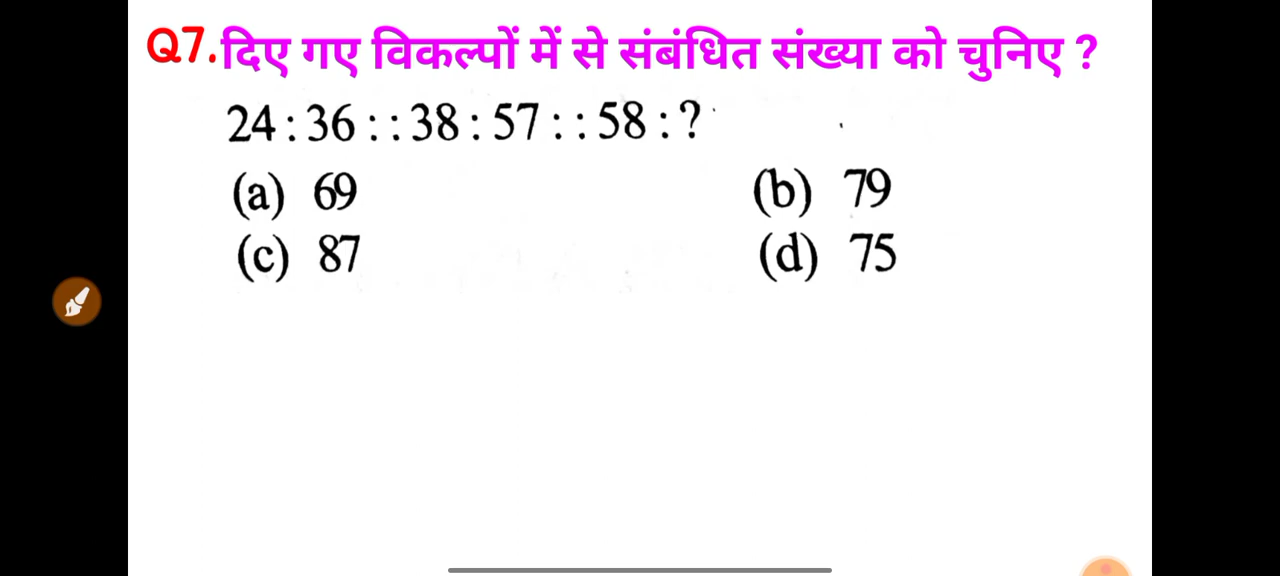 Q7.दिए गए विकल्पों में से संबंधित संख्या को चुनिए ?
24 : 36 : : 38 : 57 : : 58 : ?
(a) 69 (b) 79
(c) 87 (d) 75